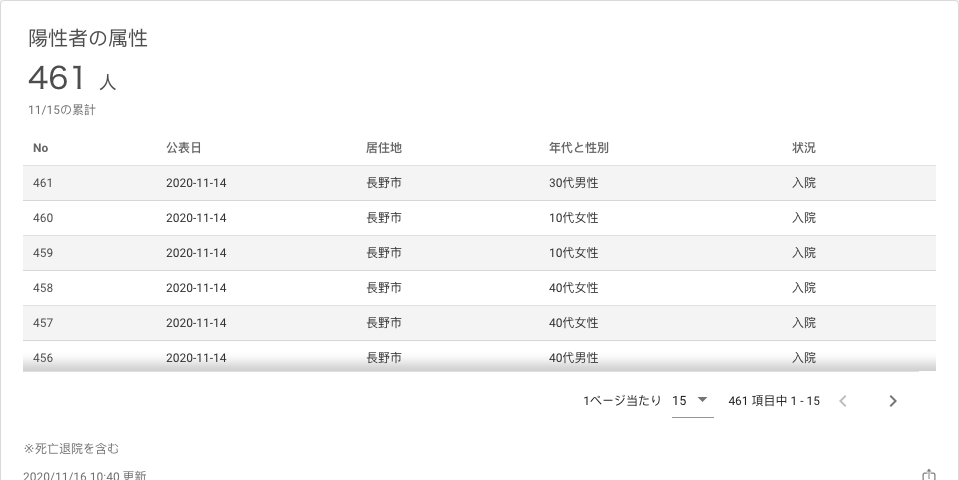 陽性者の属性
461 人
11/15の累計
No 公表日 居住地 年代と性別 状況
461 2020-11-14 長野市 30代男性 入院
460 2020-11-14 長野市 10代女性 入院
459 2020-11-14 長野市 10代女性 入院
458 2020-11-14 長野市 40代女性 入院
457 2020-11-14 長野市 40代女性 入院
456 2020-11-14 長野市 40代男性 入院
1ページ当たり 15 461 項目中 1 - 15
※死亡退院を含む
2020/11/16 10:40 更新